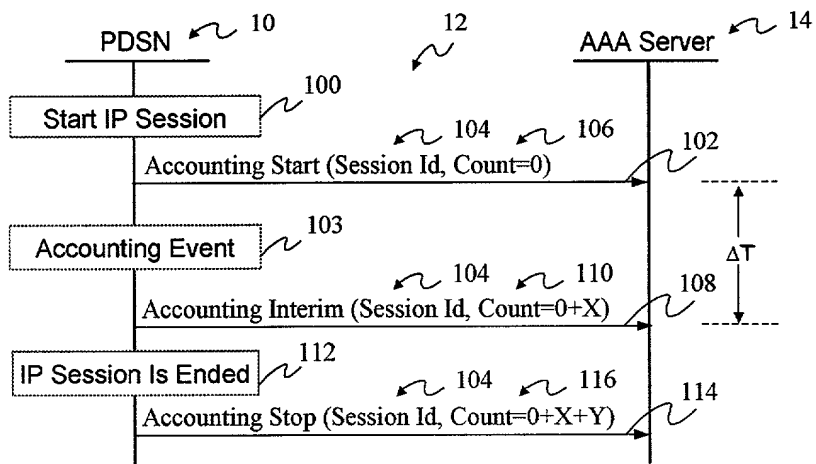 PDSN 10 12 AAA Server 14
Start IP Session 100
104 106
Accounting Start (Session Id, Count=0) 102
Accounting Event 103
ΔT
104 110
Accounting Interim (Session Id, Count=0+X) 108
IP Session Is Ended 112
104 116
Accounting Stop (Session Id, Count=0+X+Y) 114